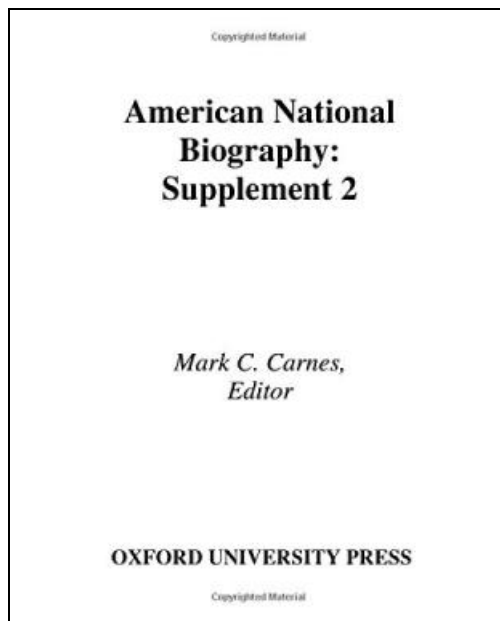 Copyrighted Material
American National
Biography:
Supplement 2
Mark C. Carnes,
Editor
OXFORD UNIVERSITY PRESS
Copyrighted Material